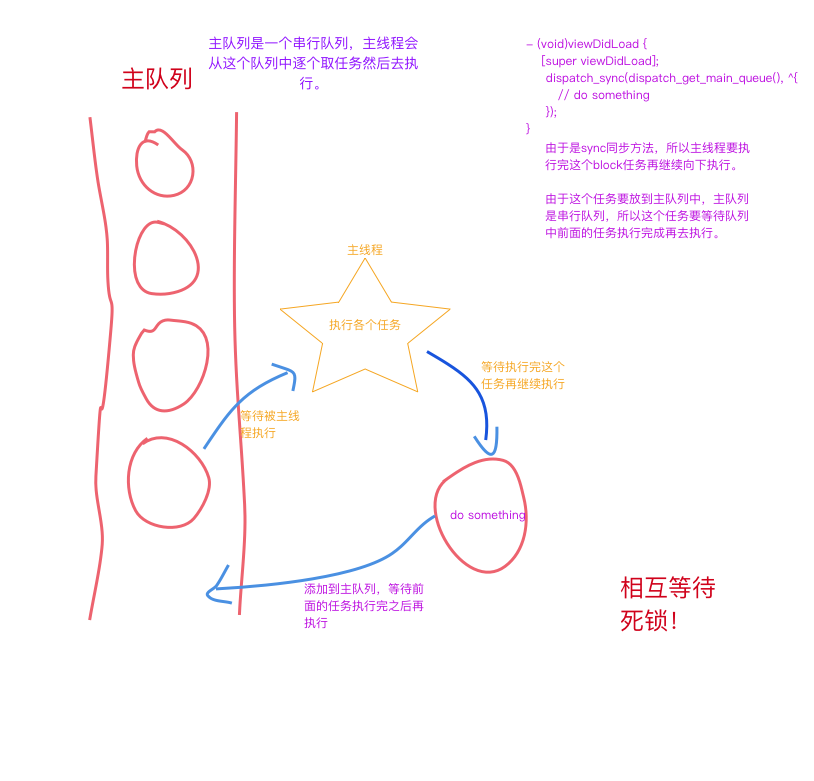 主队列是一个串行队列，主线程会
从这个队列中逐个取任务然后去执
行。
主队列
- (void)viewDidLoad {
[super viewDidLoad];
dispatch_sync(dispatch_get_main_queue(), ^{
// do something
});
}
由于是sync同步方法，所以主线程要执
行完这个block任务再继续向下执行。
由于这个任务要放到主队列中，主队列
是串行队列，所以这个任务要等待队列
中前面的任务执行完成再去执行。
主线程
执行各个任务
等待执行完这个
任务再继续执行
等待被主线
程执行
do something
添加到主队列，等待前
面的任务执行完之后再
执行
相互等待
死锁！